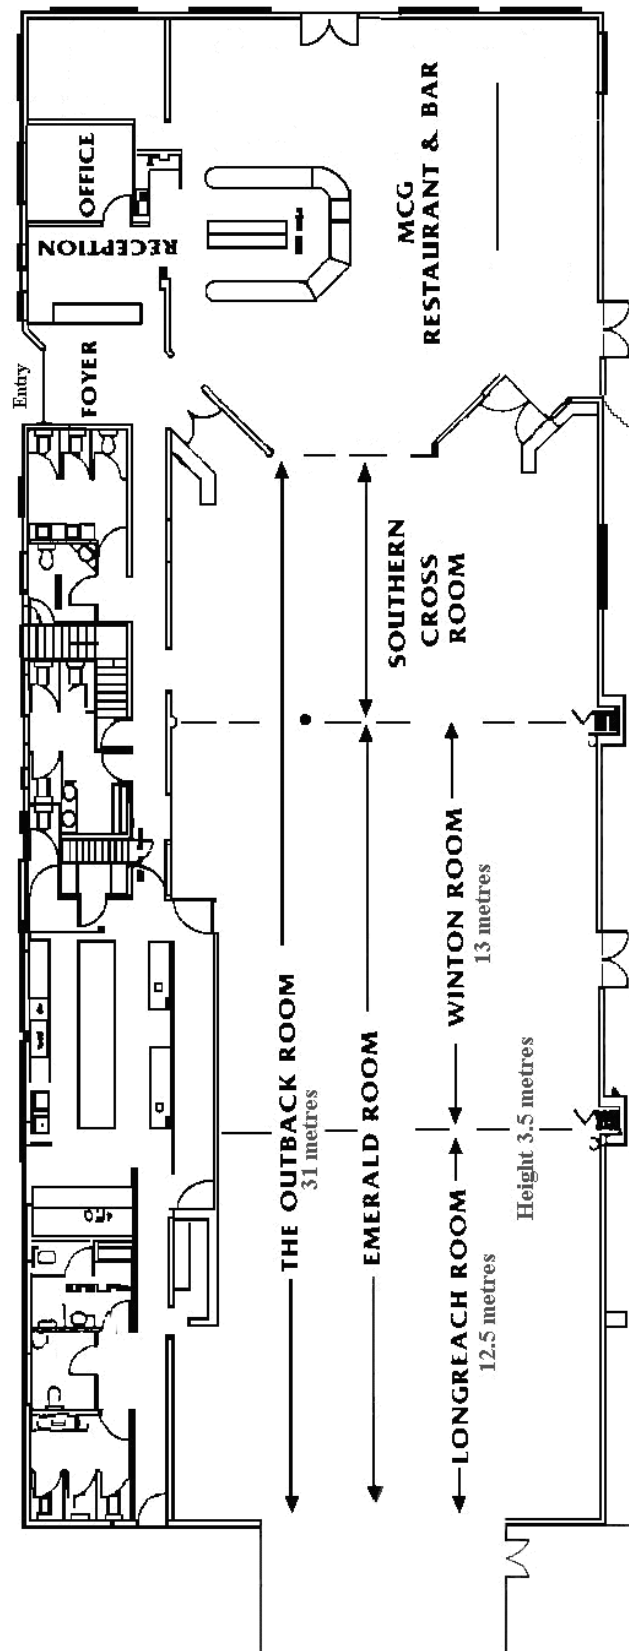 OFFICE
RECEPTION
MCG
RESTAURANT & BAR
Entry
FOYER
SOUTHERN
CROSS
ROOM
WINTON ROOM
13 metres
THE OUTBACK ROOM
31 metres
EMERALD ROOM
Height 3.5 metres
LONGREACH ROOM
12.5 metres